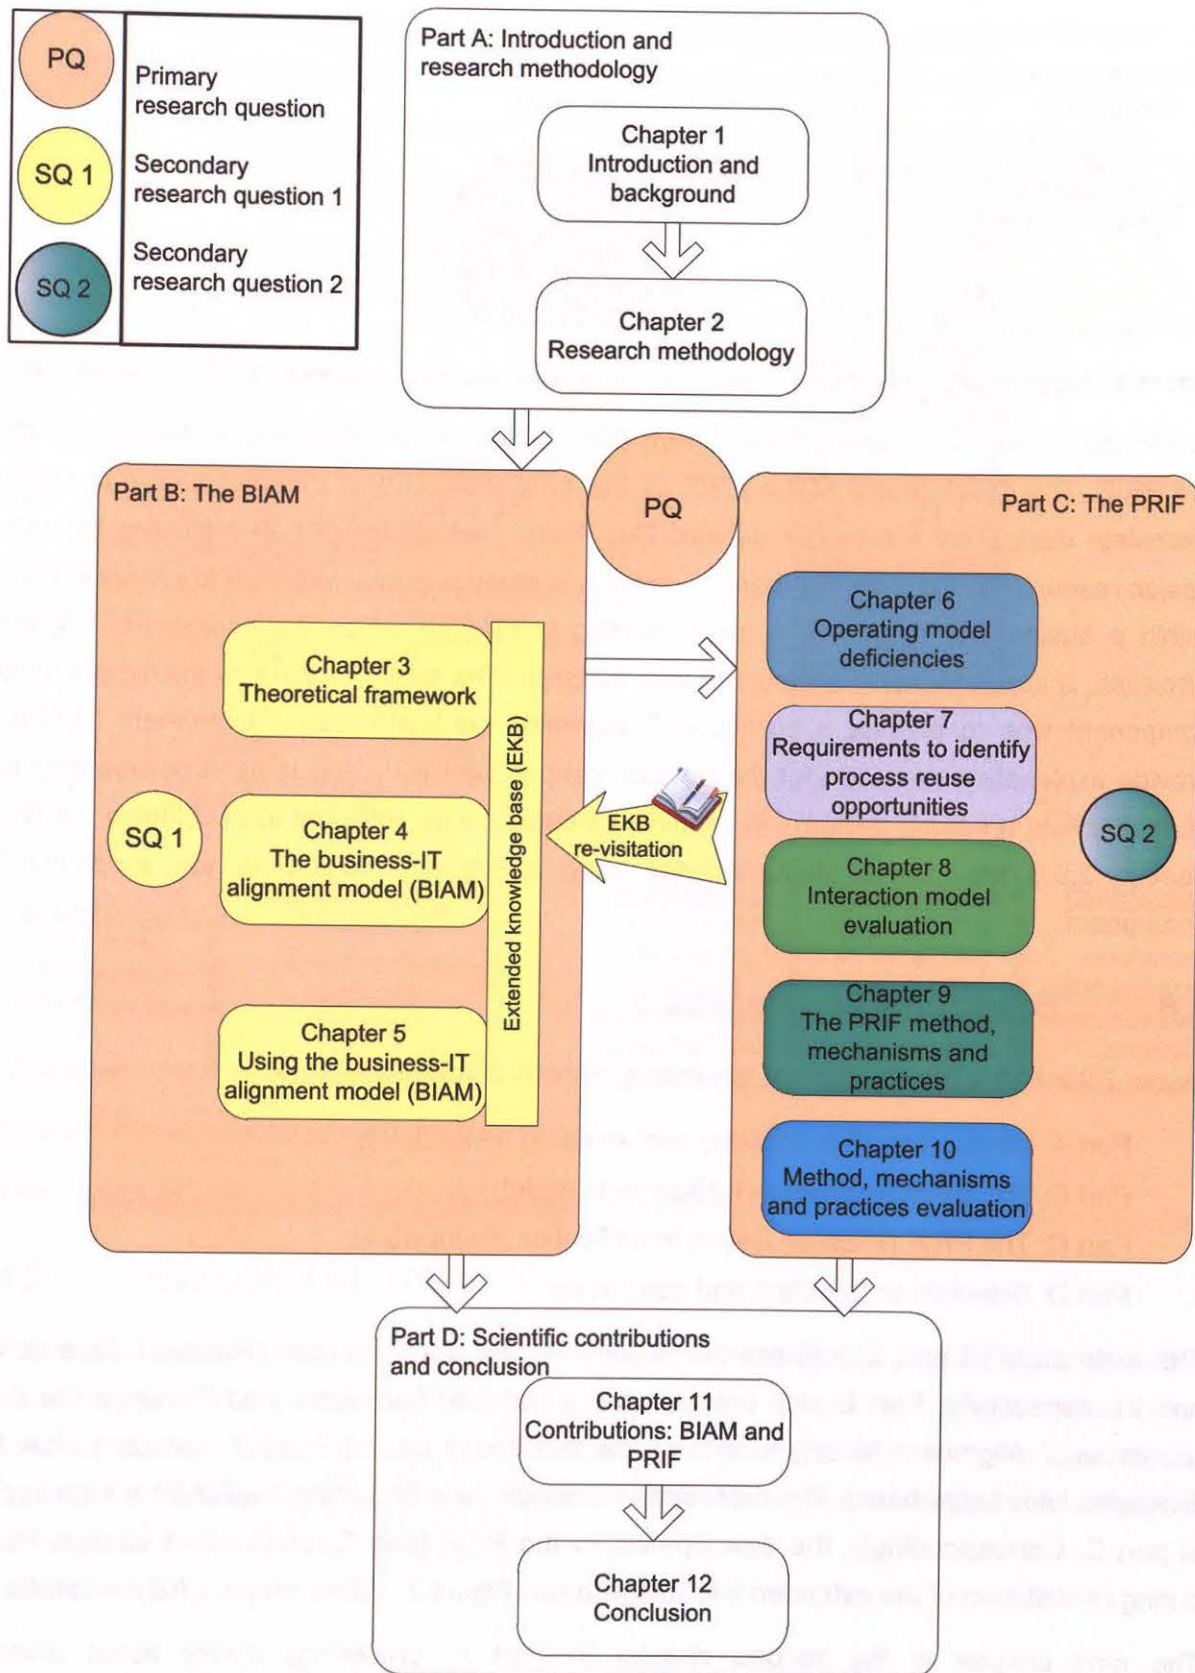 PQ
Primary
research question
SQ 1
Secondary
research question 1
SQ 2
Secondary
research question 2
Part A: Introduction and
research methodology
Chapter 1
Introduction and
background
Chapter 2
Research methodology
Part B: The BIAM
PQ
Part C: The PRIF
Chapter 3
Theoretical framework
SQ 1
Chapter 4
The business-IT
alignment model (BIAM)
Chapter 5
Using the business-IT
alignment model (BIAM)
Extended knowledge base (EKB)
EKB
re-visitation
Chapter 6
Operating model
deficiencies
Chapter 7
Requirements to identify
process reuse
opportunities
SQ 2
Chapter 8
Interaction model
evaluation
Chapter 9
The PRIF method,
mechanisms and
practices
Chapter 10
Method, mechanisms
and practices evaluation
Part D: Scientific contributions
and conclusion
Chapter 11
Contributions: BIAM and
PRIF
Chapter 12
Conclusion